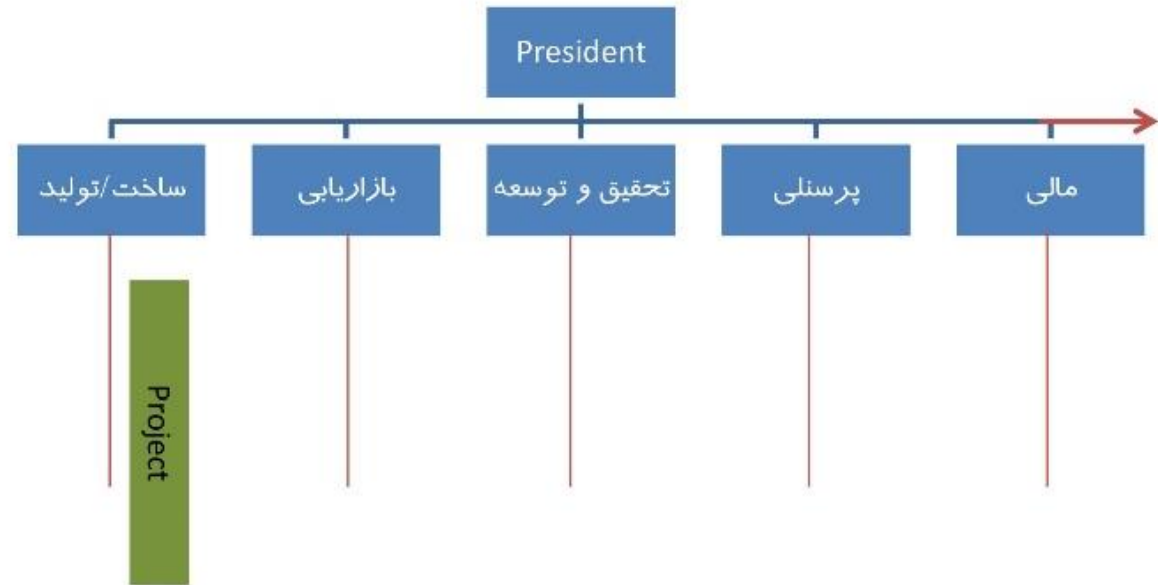 President
ساخت/تولید
بازاریابی
تحقیق و توسعه
پرسنلی
مالی
Project